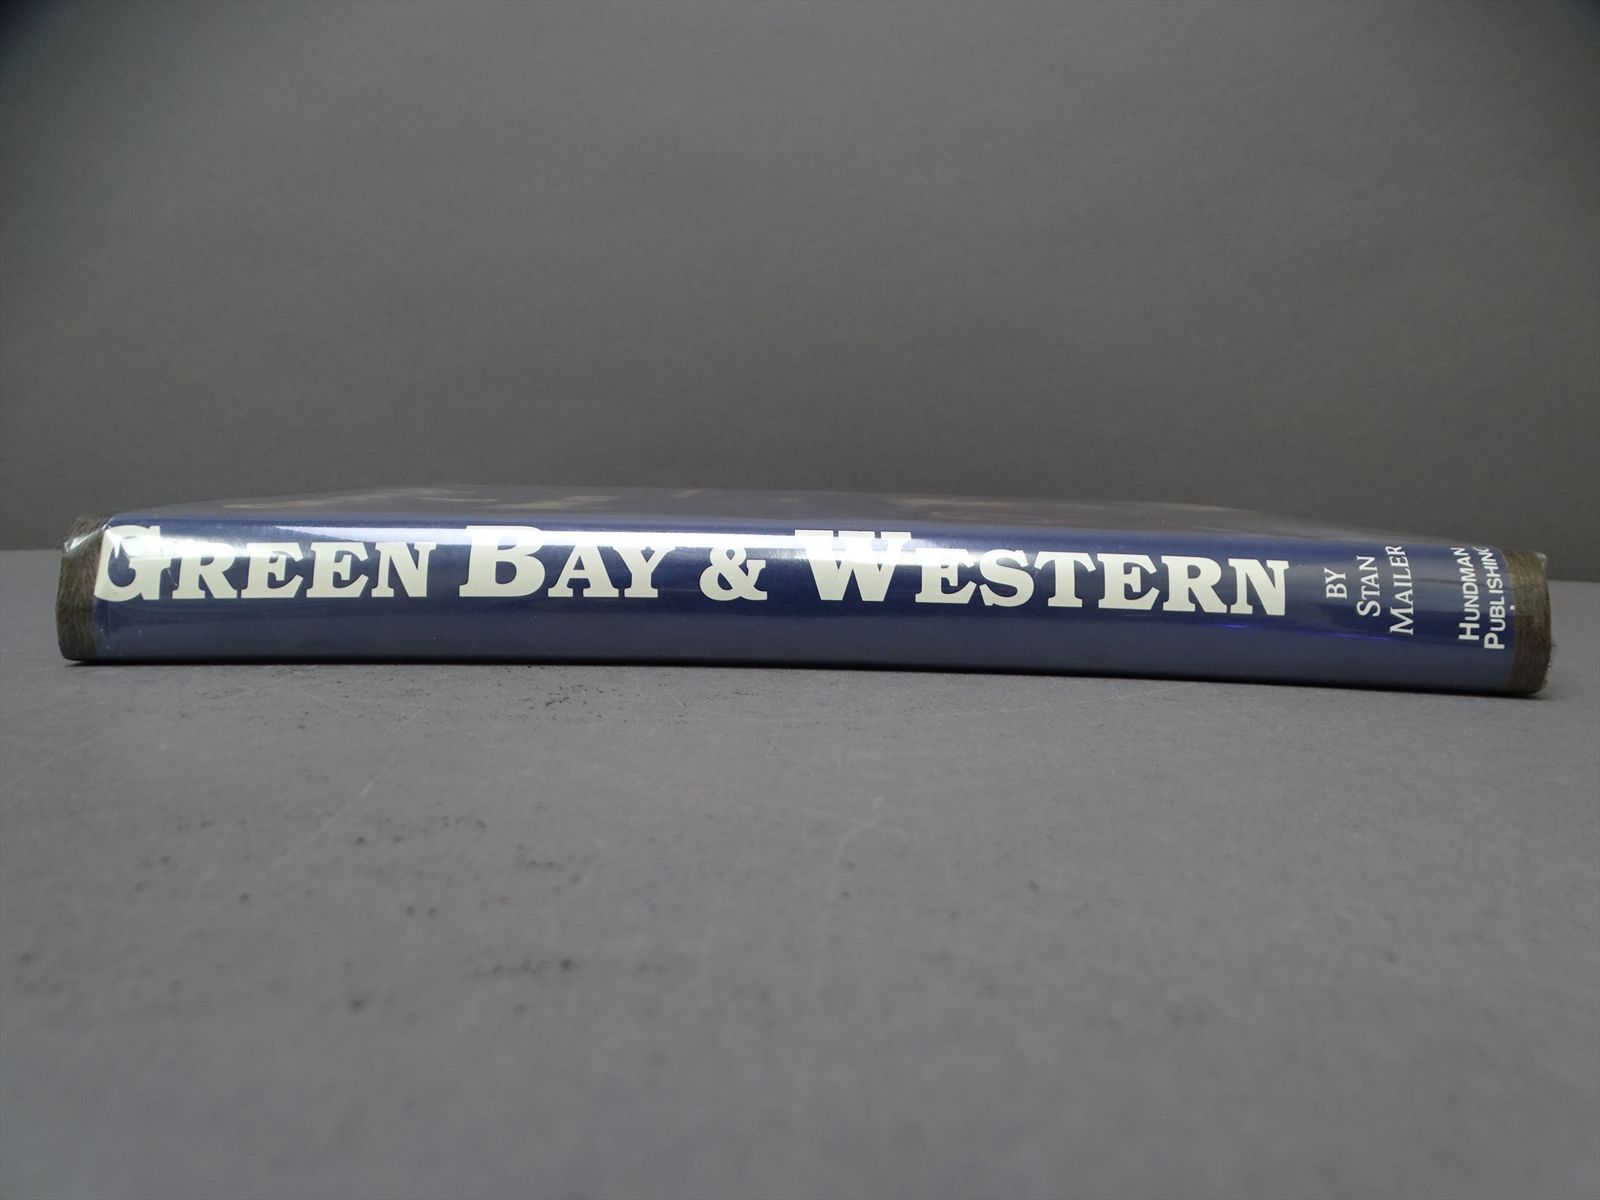 GREEN BAY & WESTERN
BY
STAN
MAILER
HUNDMAN
PUBLISHING